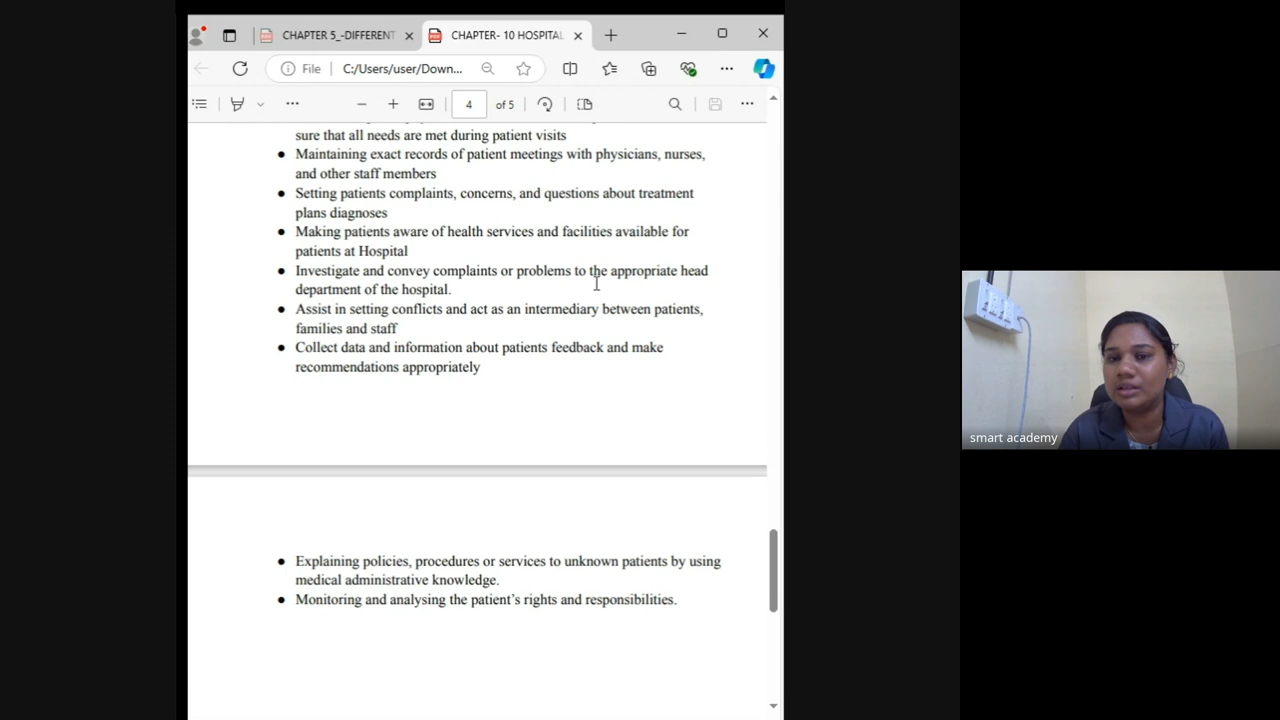 CHAPTER 5_-DIFFERENT
CHAPTER- 10 HOSPITAL
File
C:/Users/user/Down...
4 of 5
sure that all needs are met during patient visits
● Maintaining exact records of patient meetings with physicians, nurses,
and other staff members
● Setting patients complaints, concerns, and questions about treatment
plans diagnoses
● Making patients aware of health services and facilities available for
patients at Hospital
● Investigate and convey complaints or problems to the appropriate head
department of the hospital.
● Assist in setting conflicts and act as an intermediary between patients,
families and staff
● Collect data and information about patients feedback and make
recommendations appropriately
● Explaining policies, procedures or services to unknown patients by using
medical administrative knowledge.
● Monitoring and analysing the patient's rights and responsibilities.
smart academy